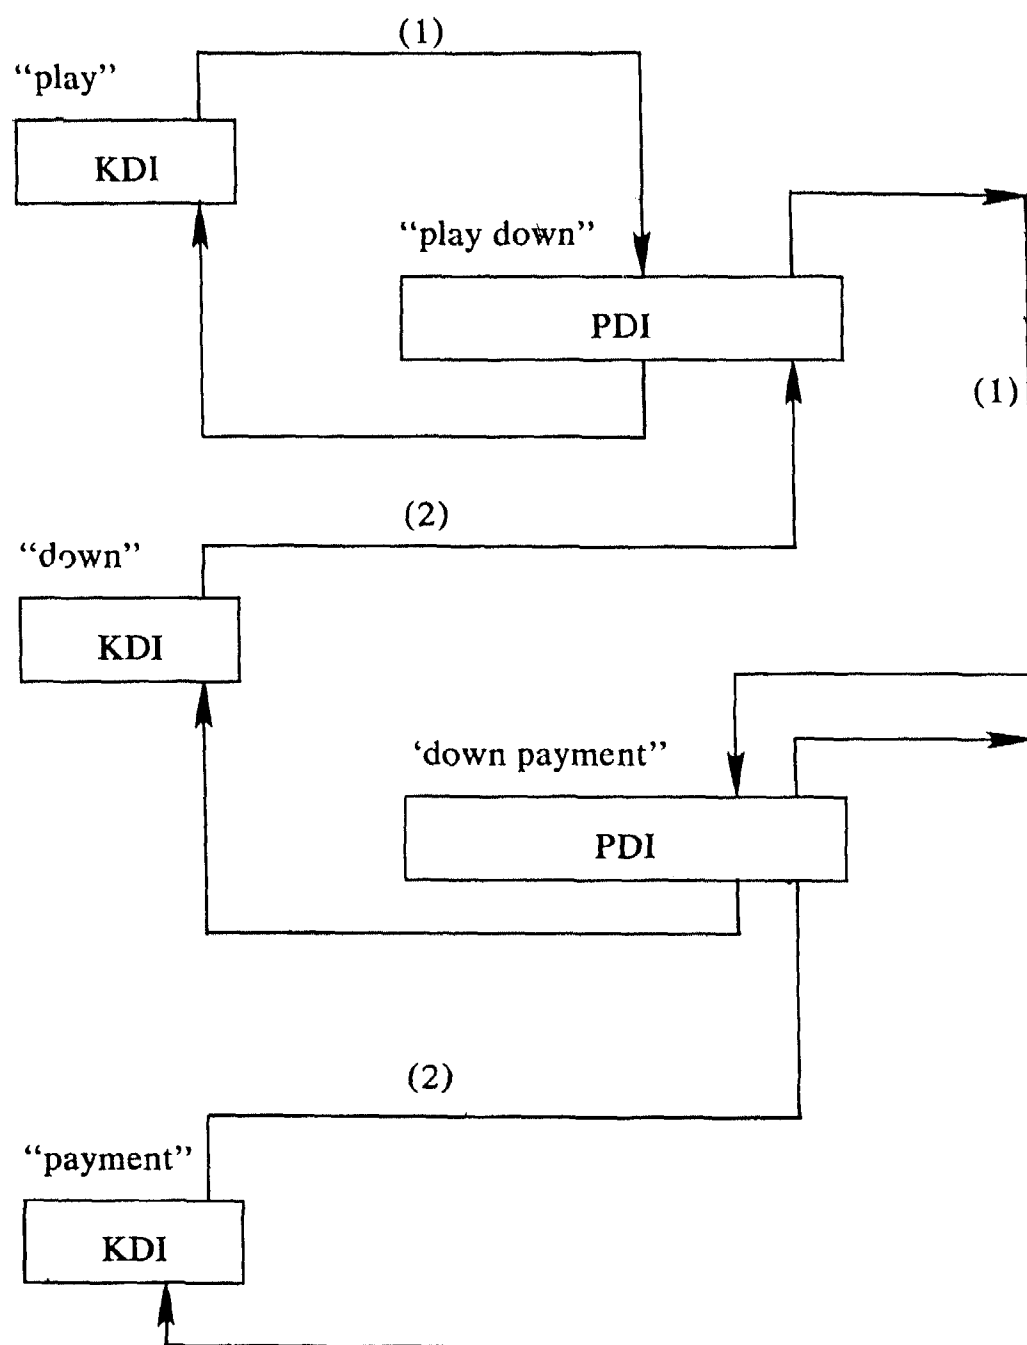 (1)
“play”
KDI
“play down”
PDI
(1)
(2)
“down”
KDI
‘down payment”
PDI
(2)
“payment”
KDI